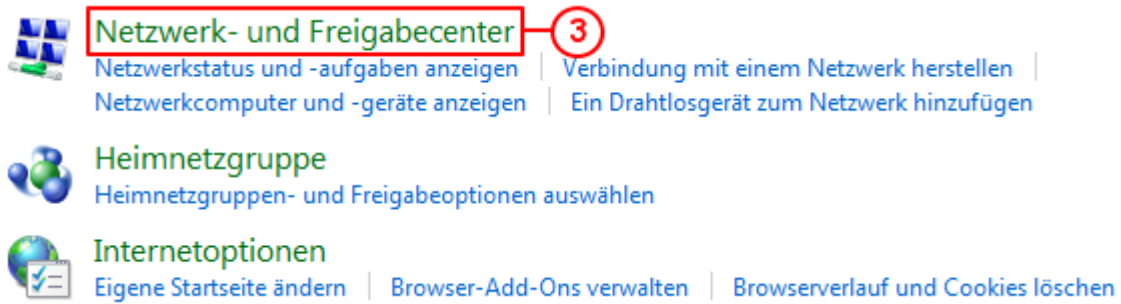 Netzwerk- und Freigabecenter 3
Netzwerkstatus und -aufgaben anzeigen Verbindung mit einem Netzwerk herstellen
Netzwerkcomputer und -geräte anzeigen Ein Drahtlosgerät zum Netzwerk hinzufügen
Heimnetzgruppe
Heimnetzgruppen- und Freigabeoptionen auswählen
Internetoptionen
Eigene Startseite ändern Browser-Add-Ons verwalten Browserverlauf und Cookies löschen